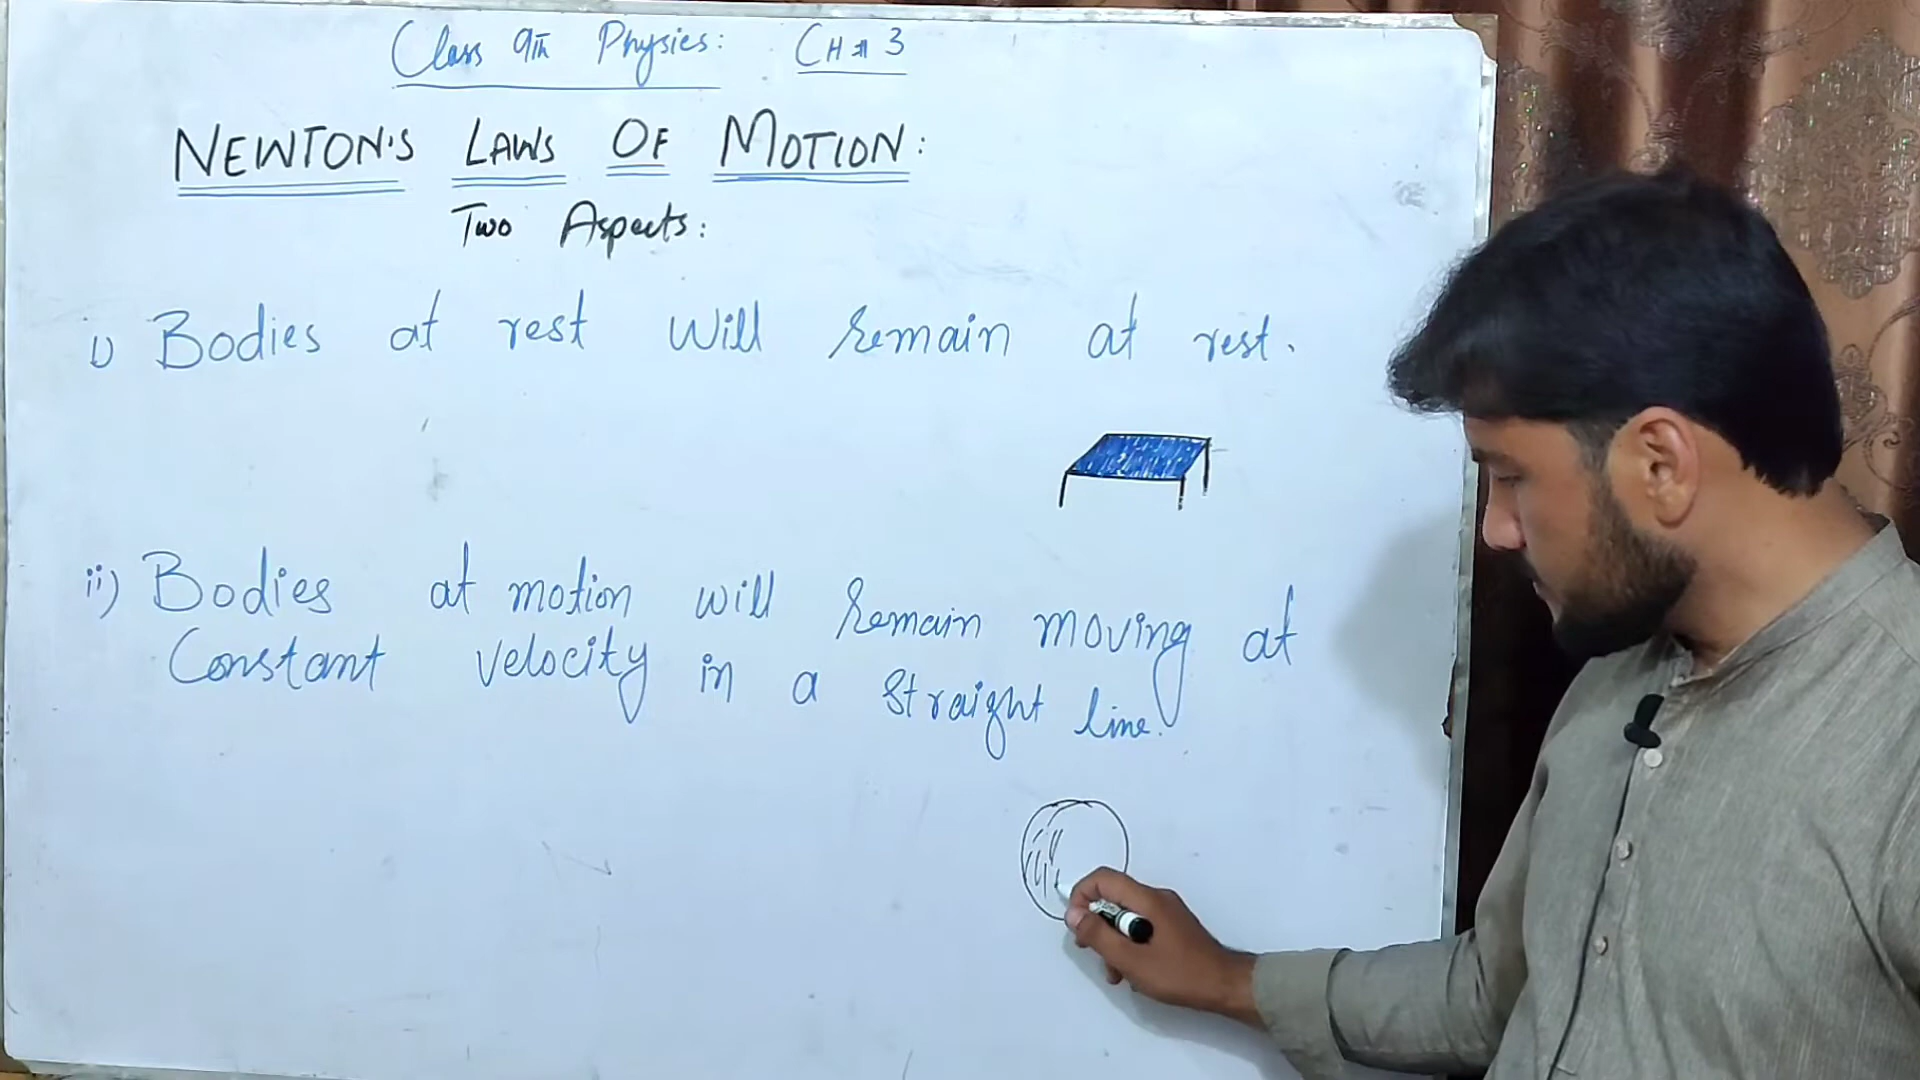 Class 9th Physics: CH# 3
NEWTON'S LAWS OF MOTION:
Two Aspects:
i) Bodies at rest will remain at rest.
ii) Bodies at motion will remain moving at
Constant velocity in a straight line.